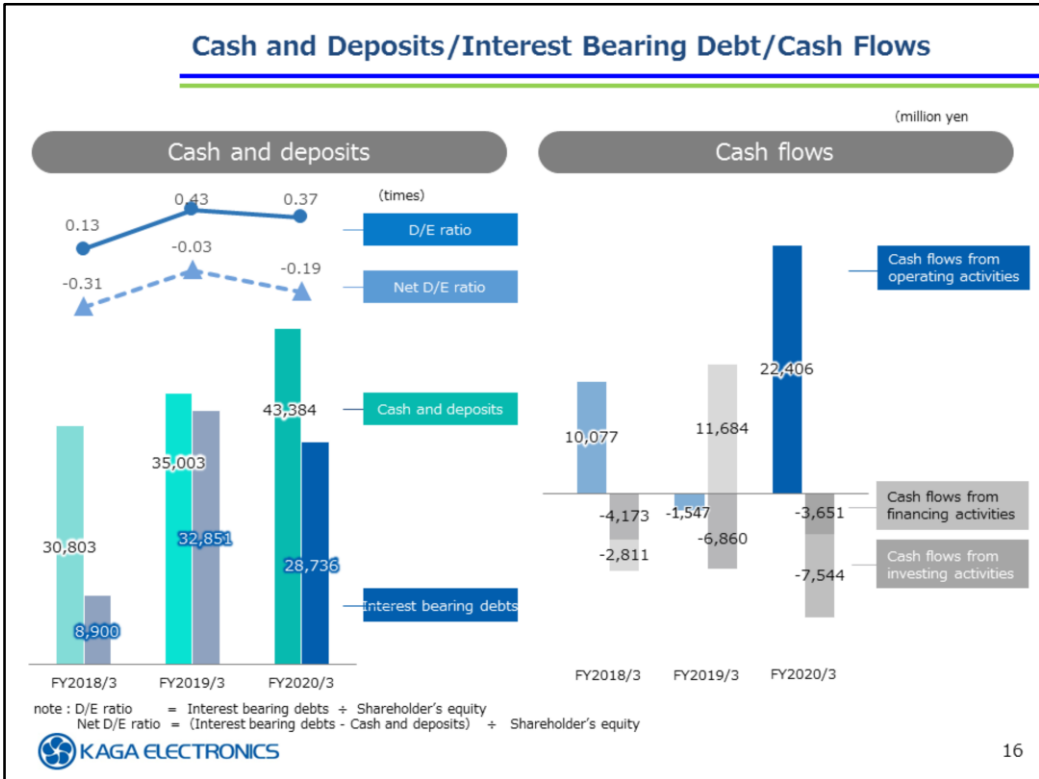 Cash and Deposits/Interest Bearing Debt/Cash Flows
(million yen
Cash and deposits
Cash flows
(times)
0.13
0.43
0.37
D/E ratio
-0.31
-0.03
-0.19
Net D/E ratio
30,803
35,003
43,384
Cash and deposits
8,900
32,851
28,736
Interest bearing debts
FY2018/3
FY2019/3
FY2020/3
Cash flows from
operating activities
10,077
11,684
22,406
-4,173
-2,811
-1,547
-6,860
-3,651
-7,544
Cash flows from
financing activities
Cash flows from
investing activities
FY2018/3
FY2019/3
FY2020/3
note : D/E ratio = Interest bearing debts ÷ Shareholder's equity
Net D/E ratio = (Interest bearing debts - Cash and deposits) ÷ Shareholder's equity
KAGA ELECTRONICS
16